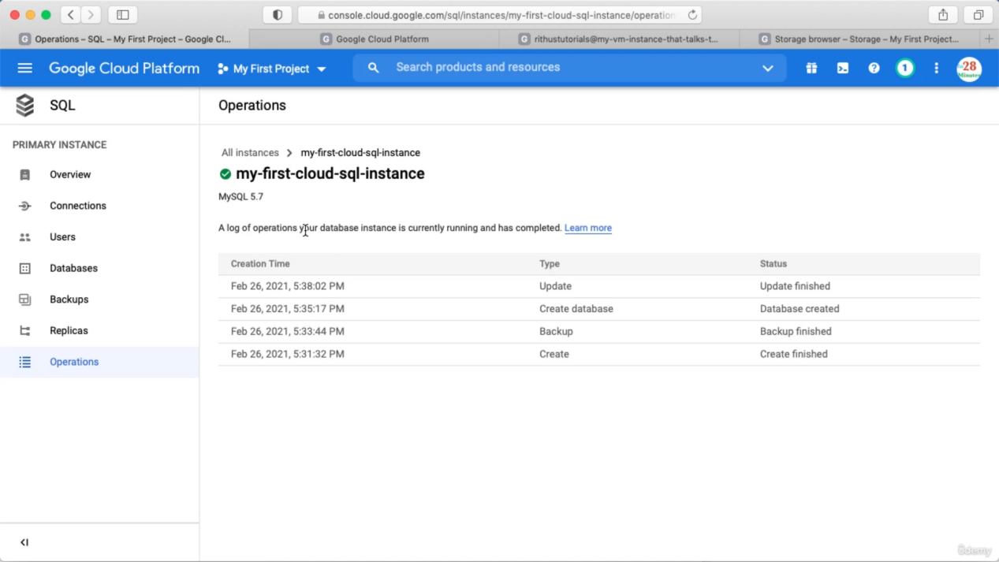 console.cloud.google.com/sql/instances/my-first-cloud-sql-instance/operation
Operations – SQL – My First Project – Google Cl...
Google Cloud Platform
rithustutorials@my-vm-instance-that-talks-t...
Storage browser – Storage – My First Project...
Google Cloud Platform
My First Project
Search products and resources
1
28
Minutes
SQL
Operations
PRIMARY INSTANCE
Overview
Connections
Users
Databases
Backups
Replicas
Operations
All instances > my-first-cloud-sql-instance
my-first-cloud-sql-instance
MySQL 5.7
A log of operations your database instance is currently running and has completed. Learn more
Creation Time Type Status
Feb 26, 2021, 5:38:02 PM Update Update finished
Feb 26, 2021, 5:35:17 PM Create database Database created
Feb 26, 2021, 5:33:44 PM Backup Backup finished
Feb 26, 2021, 5:31:32 PM Create Create finished
ûdemy